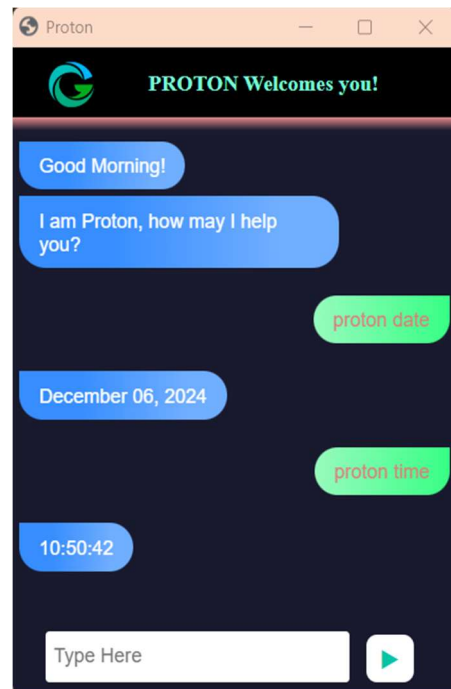 Proton
PROTON Welcomes you!
Good Morning!
I am Proton, how may I help
you?
proton date
December 06, 2024
proton time
10:50:42
Type Here